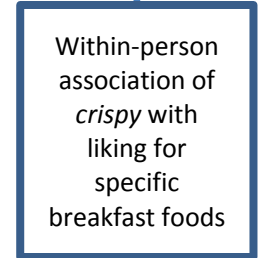 Within-person
association of
crispy with
liking for
specific
breakfast foods